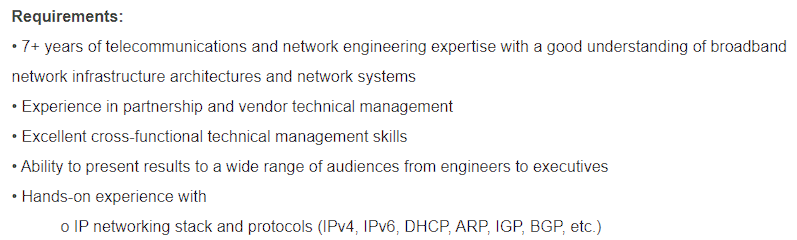 Requirements:
• 7+ years of telecommunications and network engineering expertise with a good understanding of broadband
network infrastructure architectures and network systems
• Experience in partnership and vendor technical management
• Excellent cross-functional technical management skills
• Ability to present results to a wide range of audiences from engineers to executives
• Hands-on experience with
o IP networking stack and protocols (IPv4, IPv6, DHCP, ARP, IGP, BGP, etc.)